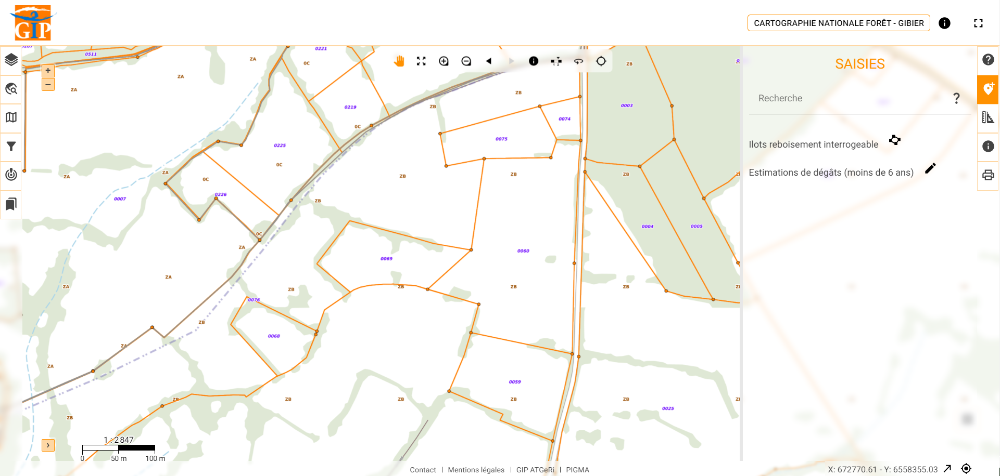 GIP
CARTOGRAPHIE NATIONALE FORÊT - GIBIER
SAISIES
Recherche
?
Ilots reboisement interrogeable
Estimations de dégâts (moins de 6 ans)
+
−
0511
ZA
0C
0221
ZB
ZA
ZA
ZB
0003
0219
ZB
0C
0074
0075
0225
0C
ZA
ZA
0C
ZB
ZB
ZB
0226
0007
ZB
0004
0005
0C
ZA
0069
0060
ZA
ZA
ZB
ZB
ZB
ZB
0076
ZB
0068
ZA
ZA
0059
ZB
ZB
ZB
ZB
ZB
0025
ZB
1 : 2 847
0 50 m 100 m
Contact | Mentions légales | GIP ATGeRi | PIGMA
X: 672770.61 - Y: 6558355.03